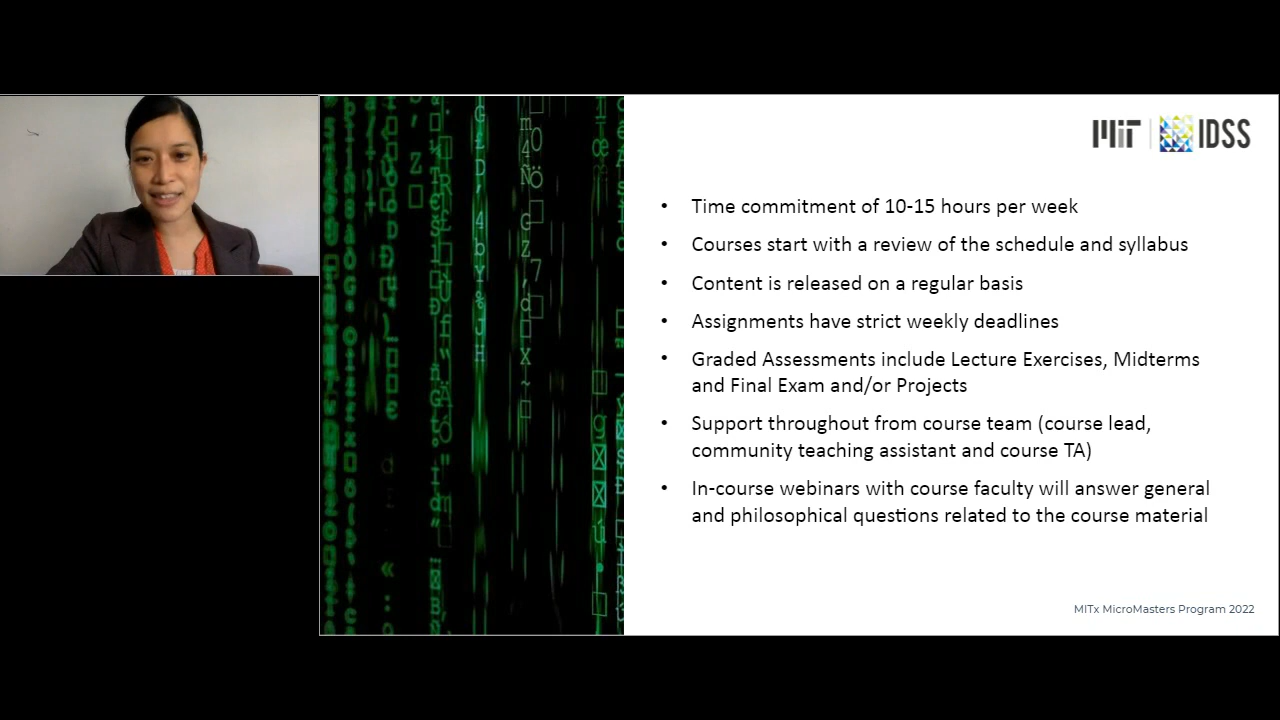 MIT | IDSS
• Time commitment of 10-15 hours per week
• Courses start with a review of the schedule and syllabus
• Content is released on a regular basis
• Assignments have strict weekly deadlines
• Graded Assessments include Lecture Exercises, Midterms
and Final Exam and/or Projects
• Support throughout from course team (course lead,
community teaching assistant and course TA)
• In-course webinars with course faculty will answer general
and philosophical questions related to the course material
MITx MicroMasters Program 2022